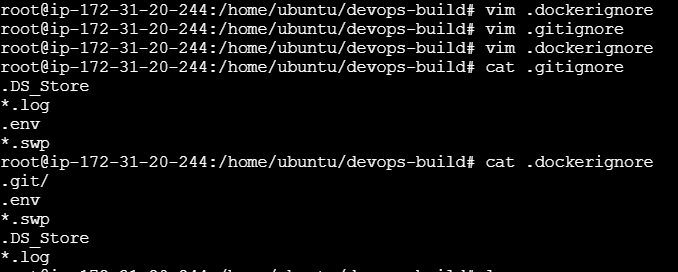 root@ip-172-31-20-244:/home/ubuntu/devops-build# vim .dockerignore
root@ip-172-31-20-244:/home/ubuntu/devops-build# vim .gitignore
root@ip-172-31-20-244:/home/ubuntu/devops-build# vim .dockerignore
root@ip-172-31-20-244:/home/ubuntu/devops-build# cat .gitignore
.DS_Store
*.log
.env
*.swp
root@ip-172-31-20-244:/home/ubuntu/devops-build# cat .dockerignore
.git/
.env
*.swp
.DS_Store
*.log